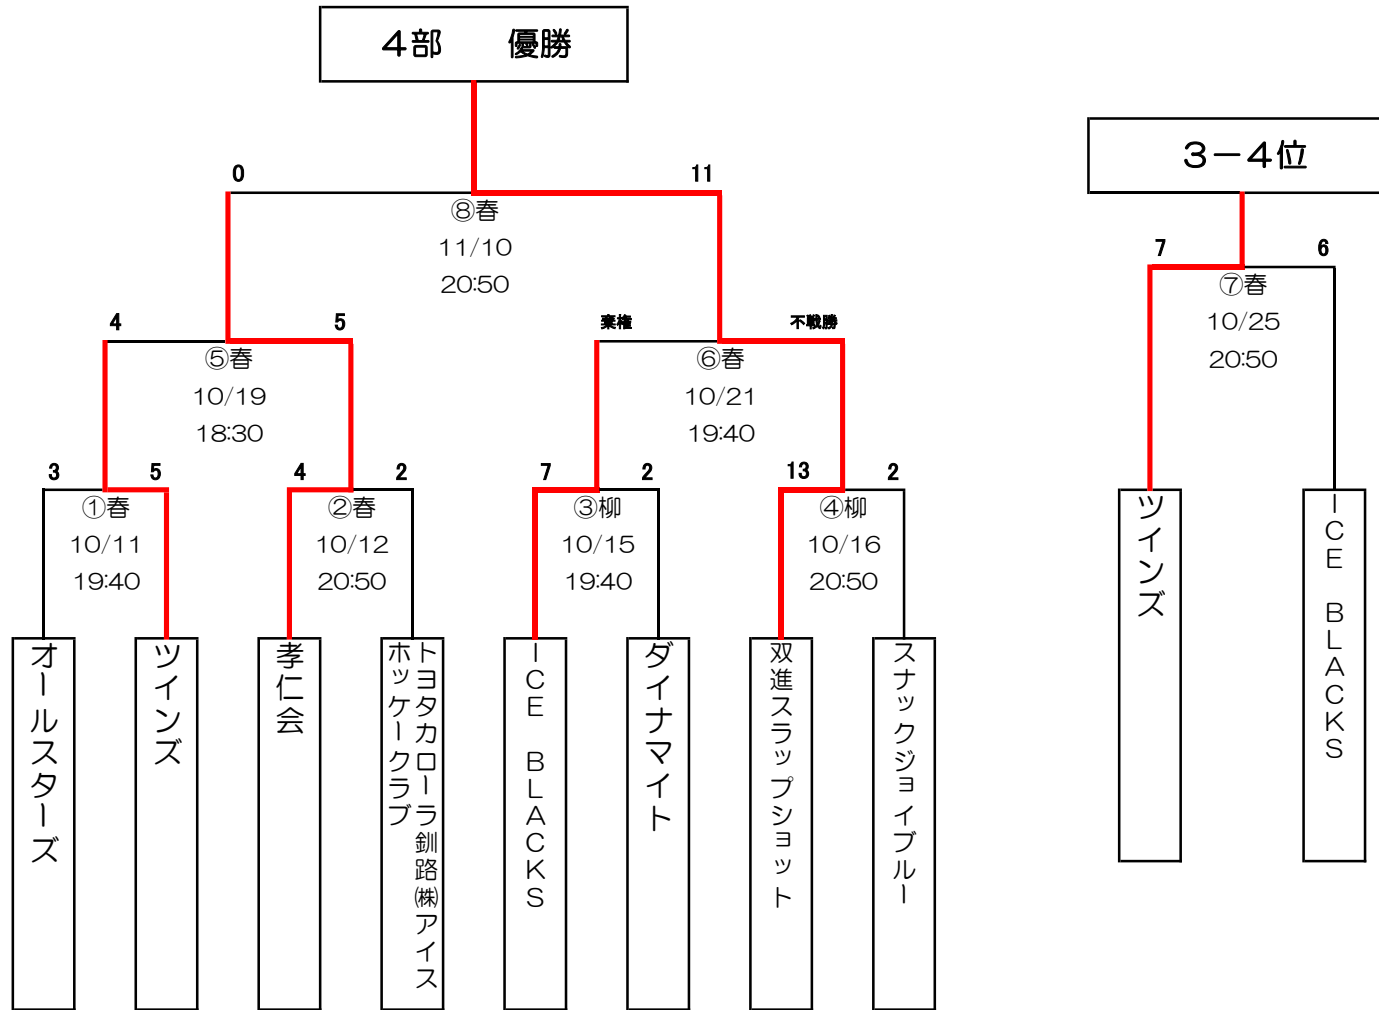 4部　優勝
3－4位
0
11
⑧春
11/10
20:50
7
6
⑦春
10/25
20:50
4
5
棄権
不戦勝
⑤春
10/19
18:30
⑥春
10/21
19:40
3
5
4
2
7
2
13
2
①春
10/11
19:40
②春
10/12
20:50
③柳
10/15
19:40
④柳
10/16
20:50
オールスターズ
ツインズ
孝仁会
トヨタカローラ釧路㈱アイス
ホッケークラブ
ICE　BLACKS
ダイナマイト
双進スラップショット
スナックジョイブルー
ツインズ
ICE　BLACKS